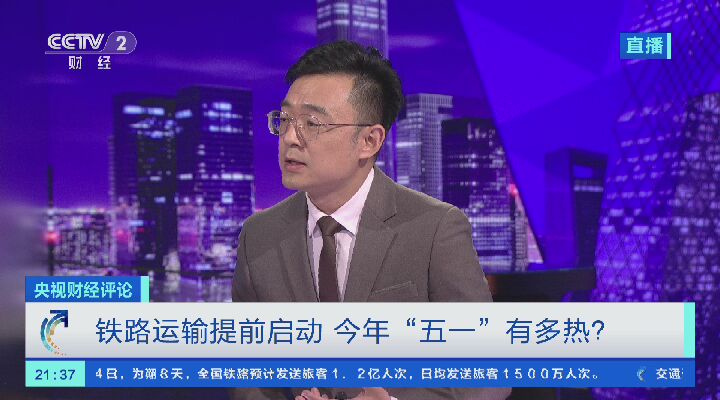 CCTV 2
财经
直播
央视财经评论
铁路运输提前启动 今年“五一”有多热?
21:37 4日，为期8天，全国铁路预计发送旅客1.2亿人次，日均发送旅客1500万人次。 交通